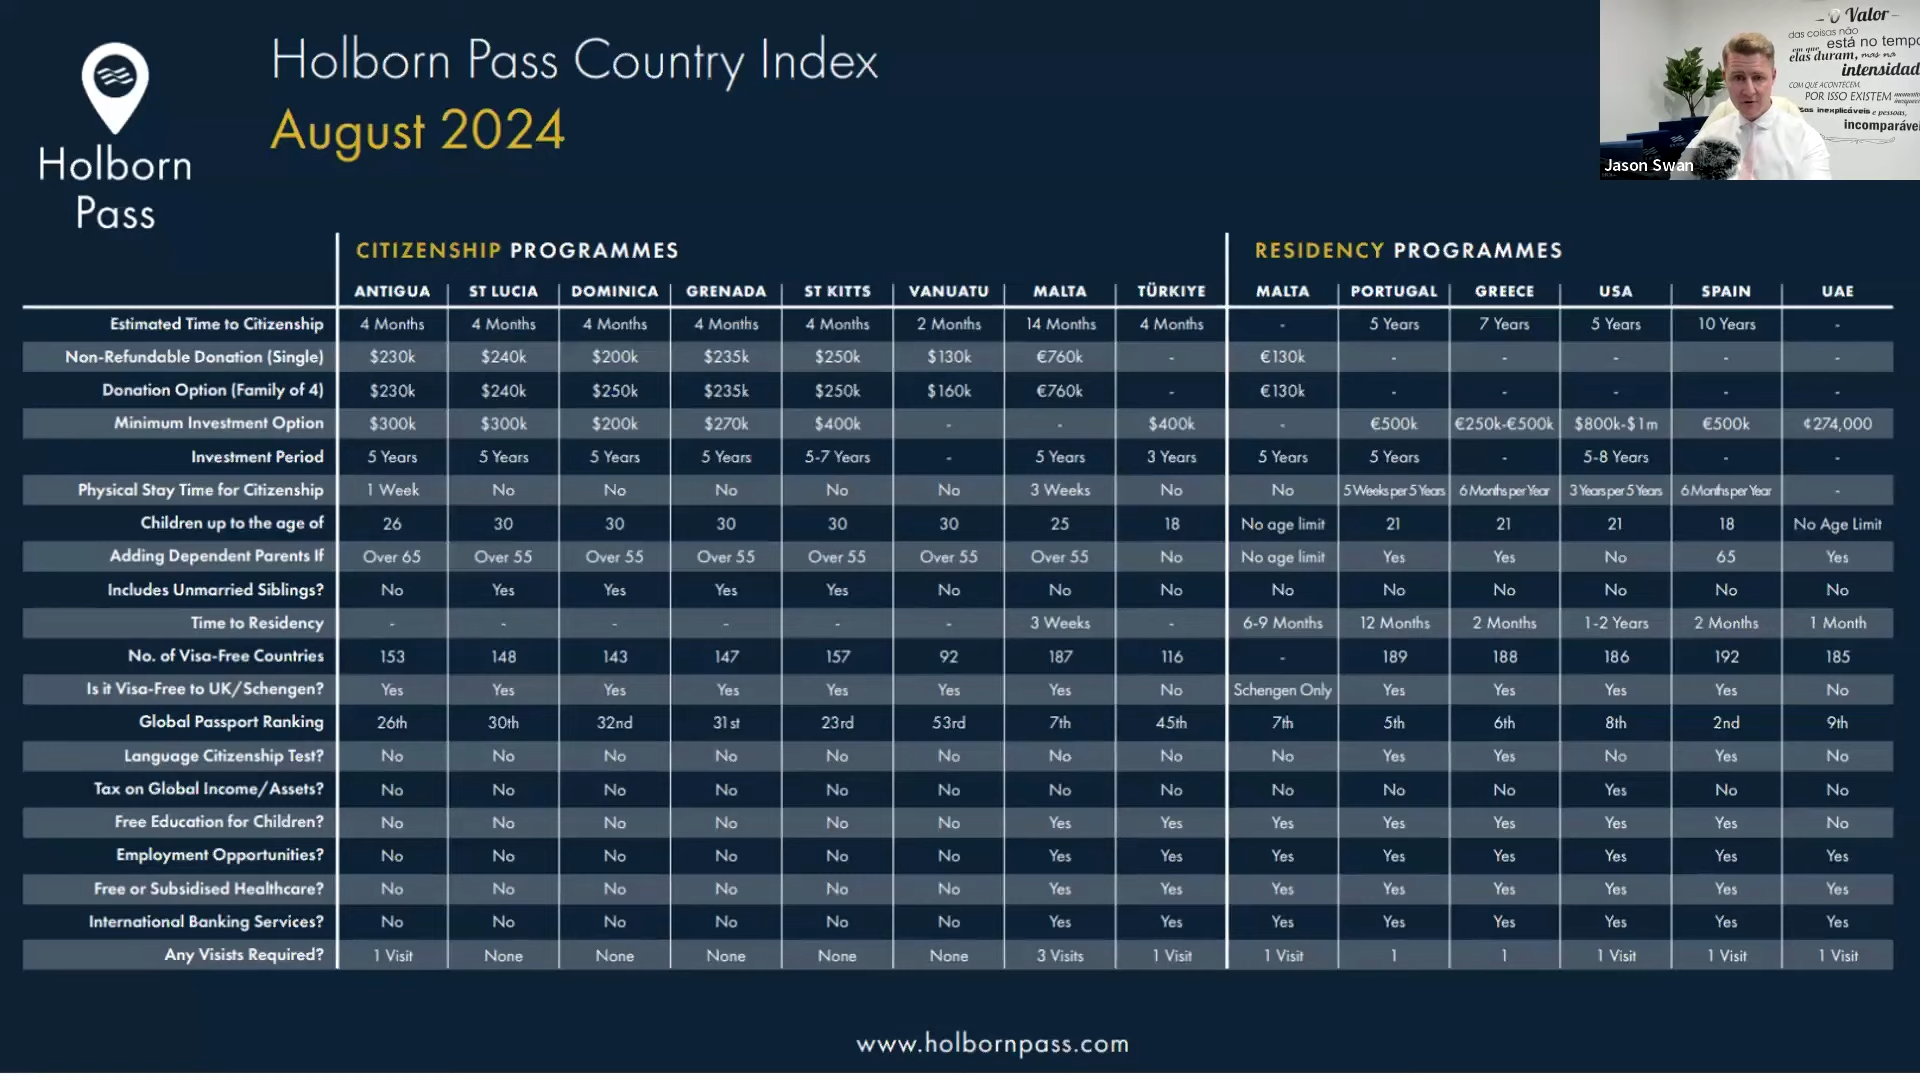 Holborn Pass Country Index
August 2024
Holborn
Pass
Valor
das coisas não
está no tempo
em que
elas duram, mas na
intensidad
COM QUE ACONTECEM.
POR ISSO EXISTEM
inexplicáveis e pessoas,
incomparávei
Jason Swan
CITIZENSHIP PROGRAMMES RESIDENCY PROGRAMMES
ANTIGUA ST LUCIA DOMINICA GRENADA ST KITTS VANUATU MALTA TÜRKIYE MALTA PORTUGAL GREECE USA SPAIN UAE
Estimated Time to Citizenship 4 Months 4 Months 4 Months 4 Months 4 Months 2 Months 14 Months 4 Months - 5 Years 7 Years 5 Years 10 Years -
Non-Refundable Donation (Single) $230k $240k $200k $235k $250k $130k €760k - €130k - - - - -
Donation Option (Family of 4) $230k $240k $250k $235k $250k $160k €760k - €130k - - - - -
Minimum Investment Option $300k $300k $200k $270k $400k - - $400k - €500k €250k-€500k $800k-$1m €500k ¢274,000
Investment Period 5 Years 5 Years 5 Years 5 Years 5-7 Years - 5 Years 3 Years 5 Years 5 Years - 5-8 Years - -
Physical Stay Time for Citizenship 1 Week No No No No No 3 Weeks No No 5 Weeks per 5 Years 6 Months per Year 3 Years per 5 Years 6 Months per Year -
Children up to the age of 26 30 30 30 30 30 25 18 No age limit 21 21 21 18 No Age Limit
Adding Dependent Parents If Over 65 Over 55 Over 55 Over 55 Over 55 Over 55 Over 55 No No age limit Yes Yes No 65 Yes
Includes Unmarried Siblings? No Yes Yes Yes Yes No No No No No No No No No
Time to Residency - - - - - - 3 Weeks - 6-9 Months 12 Months 2 Months 1-2 Years 2 Months 1 Month
No. of Visa-Free Countries 153 148 143 147 157 92 187 116 - 189 188 186 192 185
Is it Visa-Free to UK/Schengen? Yes Yes Yes Yes Yes Yes Yes No Schengen Only Yes Yes Yes Yes No
Global Passport Ranking 26th 30th 32nd 31st 23rd 53rd 7th 45th 7th 5th 6th 8th 2nd 9th
Language Citizenship Test? No No No No No No No No No Yes Yes No Yes No
Tax on Global Income/Assets? No No No No No No No No No No No Yes No No
Free Education for Children? No No No No No No Yes Yes Yes Yes Yes Yes Yes No
Employment Opportunities? No No No No No No Yes Yes Yes Yes Yes Yes Yes Yes
Free or Subsidised Healthcare? No No No No No No Yes Yes Yes Yes Yes Yes Yes Yes
International Banking Services? No No No No No No Yes Yes Yes Yes Yes Yes Yes Yes
Any Visists Required? 1 Visit None None None None None 3 Visits 1 Visit 1 Visit 1 1 1 Visit 1 Visit 1 Visit
www.holbornpass.com